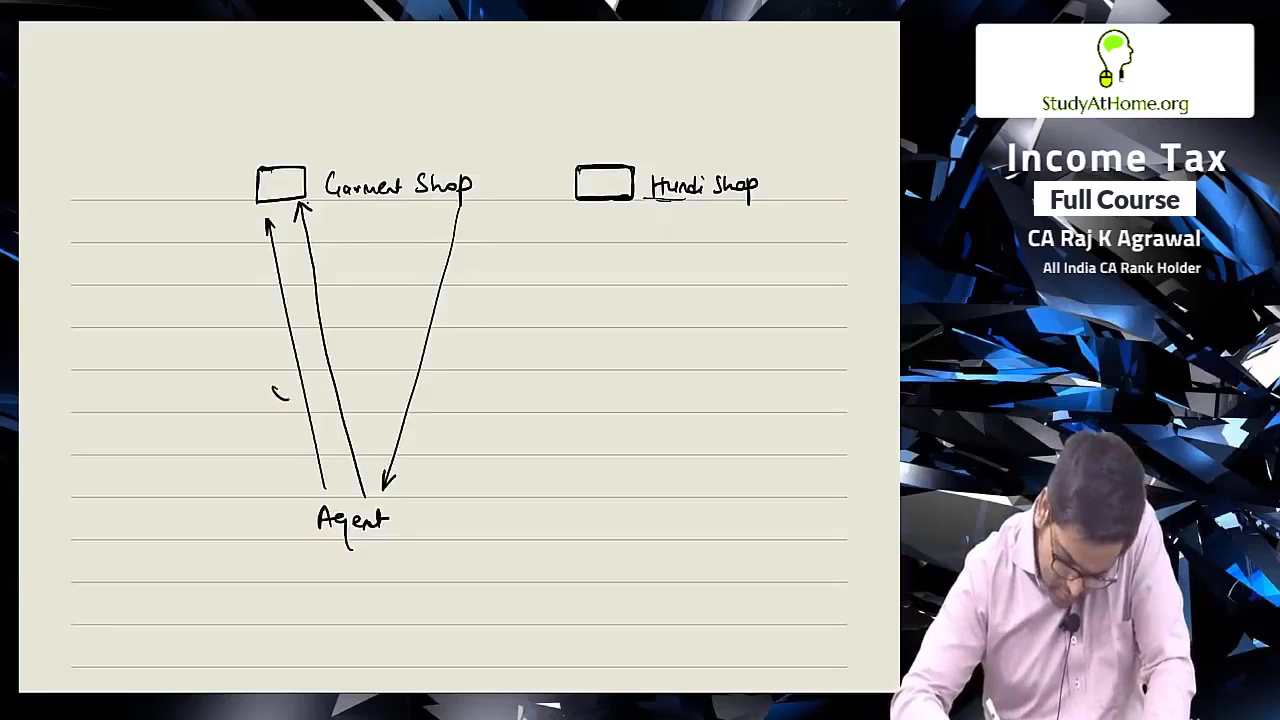 StudyAtHome.org
Income Tax
Full Course
CA Raj K Agrawal
All India CA Rank Holder
Garment Shop
Hundi Shop
Agent